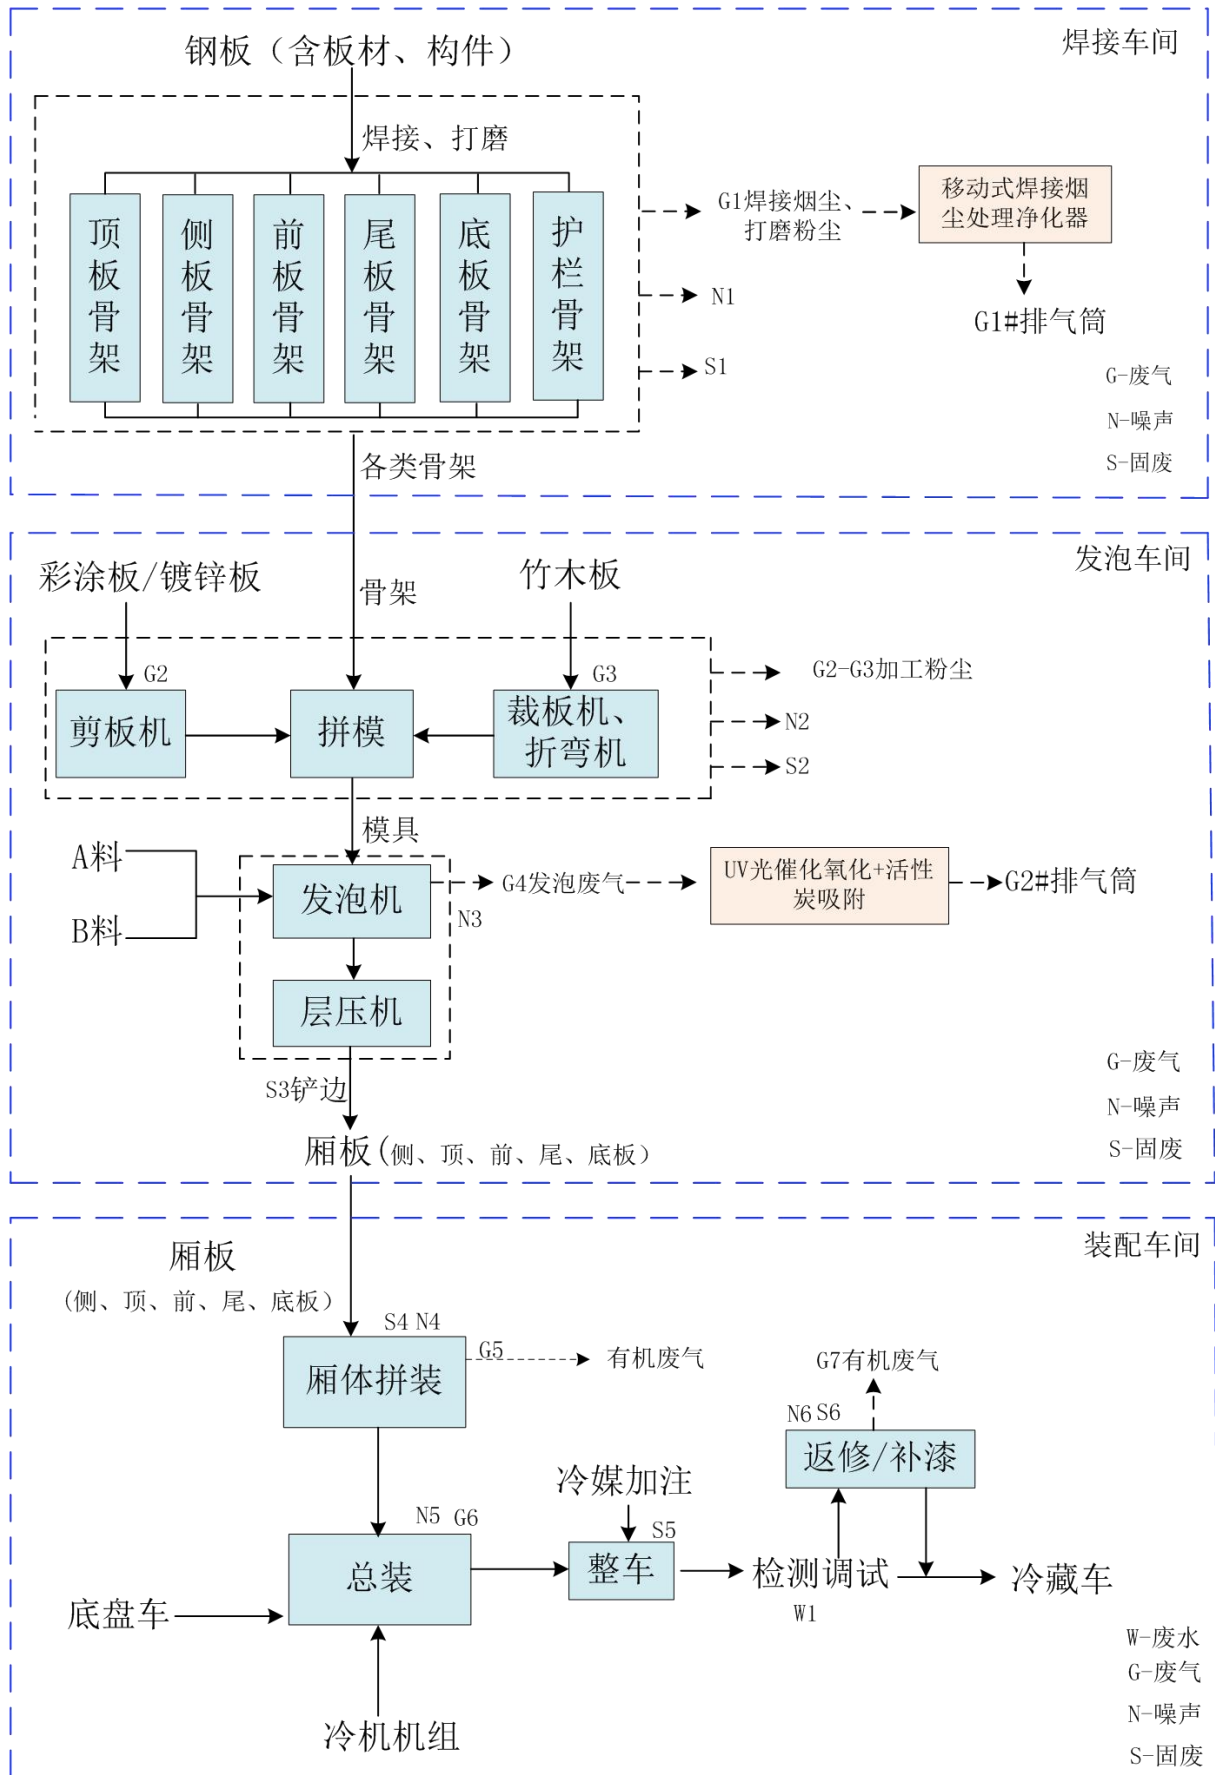 焊接车间
钢板（含板材、构件）
焊接、打磨
顶板骨架
侧板骨架
前板骨架
尾板骨架
底板骨架
护栏骨架
G1焊接烟尘、
打磨粉尘
移动式焊接烟
尘处理净化器
N1
G1#排气筒
S1
G-废气
N-噪声
S-固废
各类骨架
发泡车间
彩涂板/镀锌板
骨架
竹木板
G2
G3
G2-G3加工粉尘
剪板机
拼模
裁板机、
折弯机
N2
S2
模具
A料
B料
发泡机
G4发泡废气
UV光催化氧化+活性
炭吸附
G2#排气筒
N3
层压机
S3铲边
厢板(侧、顶、前、尾、底板）
G-废气
N-噪声
S-固废
装配车间
厢板
(侧、顶、前、尾、底板）
S4 N4
G5
有机废气
厢体拼装
G7有机废气
N6 S6
返修/补漆
冷媒加注
N5 G6
S5
总装
整车
检测调试
冷藏车
W1
底盘车
冷机机组
W-废水
G-废气
N-噪声
S-固废